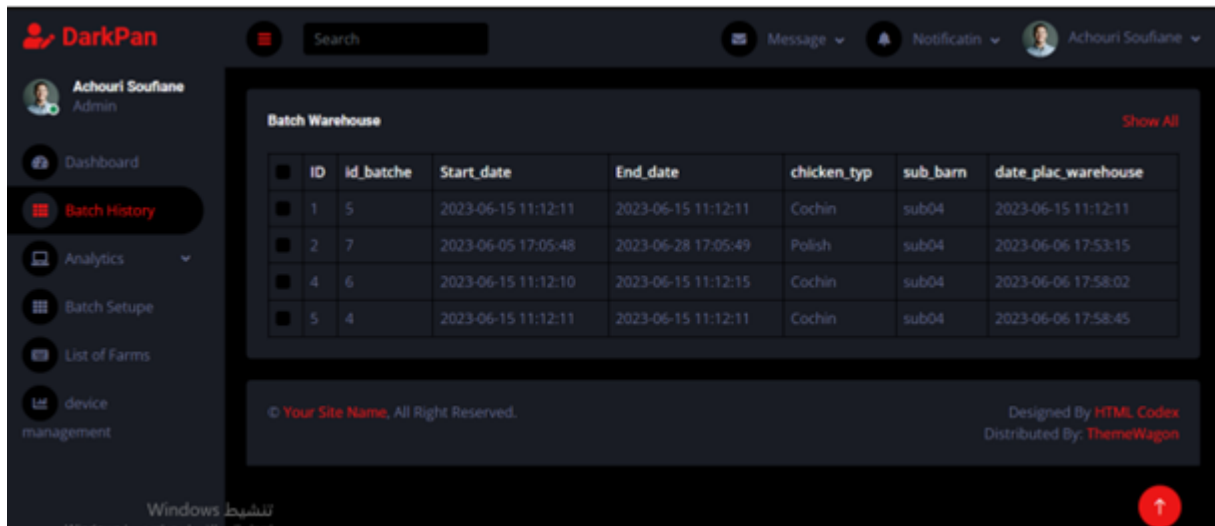 DarkPan
Search
Message
Notificatin
Achouri Soufiane
Achouri Soufiane
Admin
Dashboard
Batch History
Analytics
Batch Setupe
List of Farms
device
management
Batch Warehouse
Show All
ID id_batche Start_date End_date chicken_typ sub_barn date_plac_warehouse
1 5 2023-06-15 11:12:11 2023-06-15 11:12:11 Cochin sub04 2023-06-15 11:12:11
2 7 2023-06-05 17:05:48 2023-06-28 17:05:49 Polish sub04 2023-06-06 17:53:15
4 6 2023-06-15 11:12:10 2023-06-15 11:12:15 Cochin sub04 2023-06-06 17:58:02
5 4 2023-06-15 11:12:11 2023-06-15 11:12:11 Cochin sub04 2023-06-06 17:58:45
© Your Site Name, All Right Reserved.
Designed By HTML Codex
Distributed By: ThemeWagon
تنشيط Windows